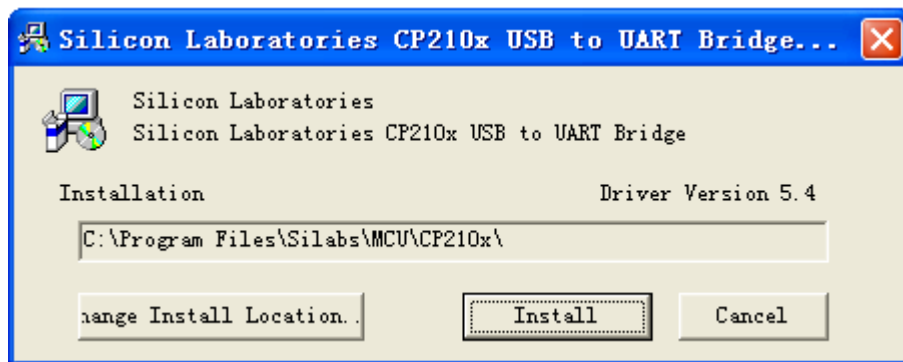 Silicon Laboratories CP210x USB to UART Bridge...
Silicon Laboratories
Silicon Laboratories CP210x USB to UART Bridge
Installation
Driver Version 5.4
C:\Program Files\Silabs\MCU\CP210x\
hange Install Location..
Install
Cancel